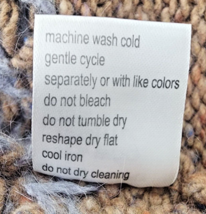 machine wash cold
gentle cycle
separately or with like colors
do not bleach
do not tumble dry
reshape dry flat
cool iron
do not dry cleaning